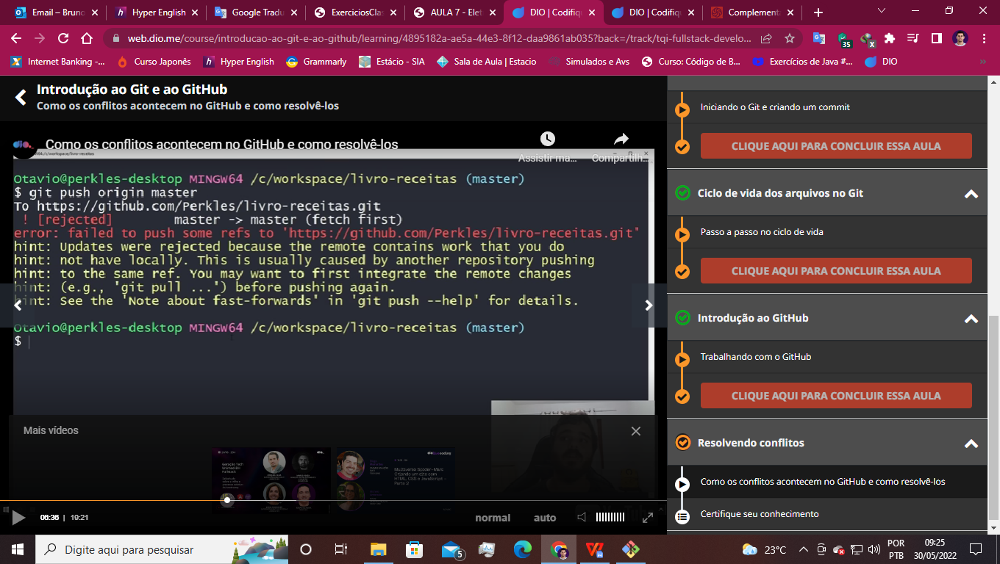 Email – Bruno
Hyper English
Google Tradu
ExerciciosClas
AULA 7 - Elet
DIO | Codifiq
DIO | Codifiq
Complementa
web.dio.me/course/introducao-ao-git-e-ao-github/learning/4895182a-ae5a-44e3-8f12-daa9861ab035?back=/track/tqi-fullstack-develo...
35
X
Internet Banking -...
Curso Japonês
Hyper English
Grammarly
Estácio - SIA
Sala de Aula | Estacio
Simulados e Avs
Curso: Código de B...
Exercícios de Java #...
DIO
Introdução ao Git e ao GitHub
Como os conflitos acontecem no GitHub e como resolvê-los
Como os conflitos acontecem no GitHub e como resolvê-los
Assistir ma...
Compartilh...
Otavio@perkles-desktop MINGW64 /c/workspace/livro-receitas (master)
$ git push origin master
To https://github.com/Perkles/livro-receitas.git
! [rejected] master -> master (fetch first)
error: failed to push some refs to 'https://github.com/Perkles/livro-receitas.git'
hint: Updates were rejected because the remote contains work that you do
hint: not have locally. This is usually caused by another repository pushing
hint: to the same ref. You may want to first integrate the remote changes
hint: (e.g., 'git pull ...') before pushing again.
hint: See the 'Note about fast-forwards' in 'git push --help' for details.
Otavio@perkles-desktop MINGW64 /c/workspace/livro-receitas (master)
$
Mais vídeos
06:36 | 19:21
normal
auto
Iniciando o Git e criando um commit
CLIQUE AQUI PARA CONCLUIR ESSA AULA
Ciclo de vida dos arquivos no Git
Passo a passo no ciclo de vida
CLIQUE AQUI PARA CONCLUIR ESSA AULA
Introdução ao GitHub
Trabalhando com o GitHub
CLIQUE AQUI PARA CONCLUIR ESSA AULA
Resolvendo conflitos
Como os conflitos acontecem no GitHub e como resolvê-los
Certifique seu conhecimento
Digite aqui para pesquisar
5
23°C
POR
PTB
09:25
30/05/2022